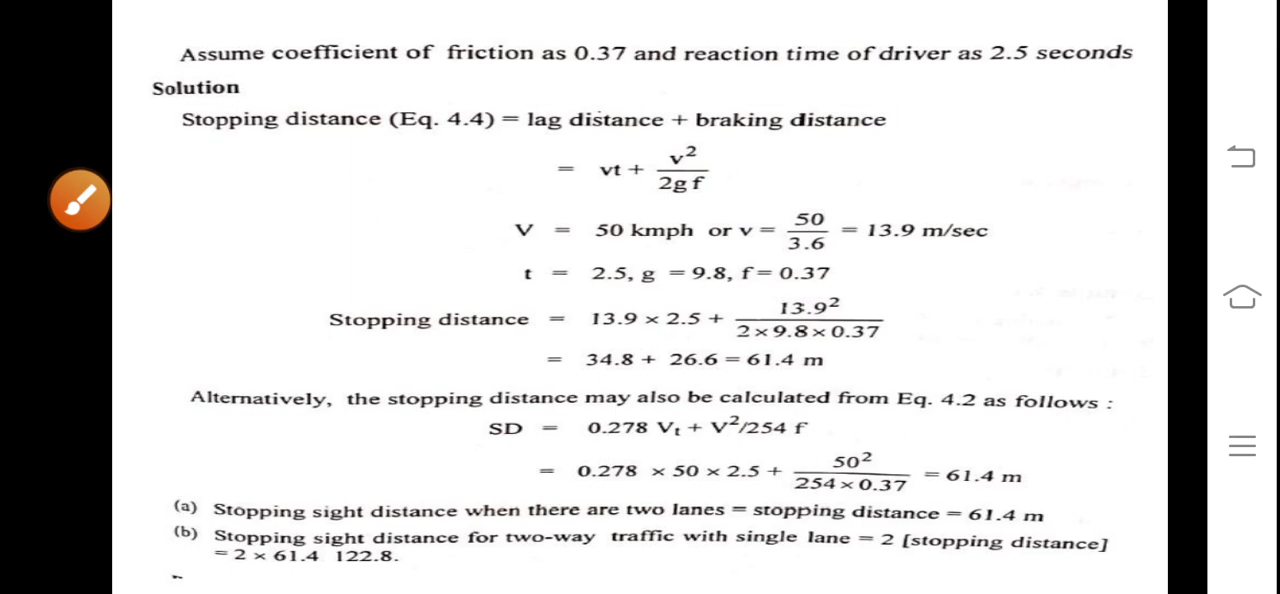 Assume coefficient of friction as 0.37 and reaction time of driver as 2.5 seconds
Solution
Stopping distance (Eq. 4.4) = lag distance + braking distance
= vt + v²/2g f
V = 50 kmph or v = 50/3.6 = 13.9 m/sec
t = 2.5, g = 9.8, f = 0.37
Stopping distance = 13.9 × 2.5 + 13.9²/2×9.8×0.37
= 34.8 + 26.6 = 61.4 m
Alternatively, the stopping distance may also be calculated from Eq. 4.2 as follows :
SD = 0.278 Vₜ + V²/254 f
= 0.278 × 50 × 2.5 + 50²/254×0.37 = 61.4 m
(a) Stopping sight distance when there are two lanes = stopping distance = 61.4 m
(b) Stopping sight distance for two-way traffic with single lane = 2 [stopping distance]
= 2 × 61.4 122.8.